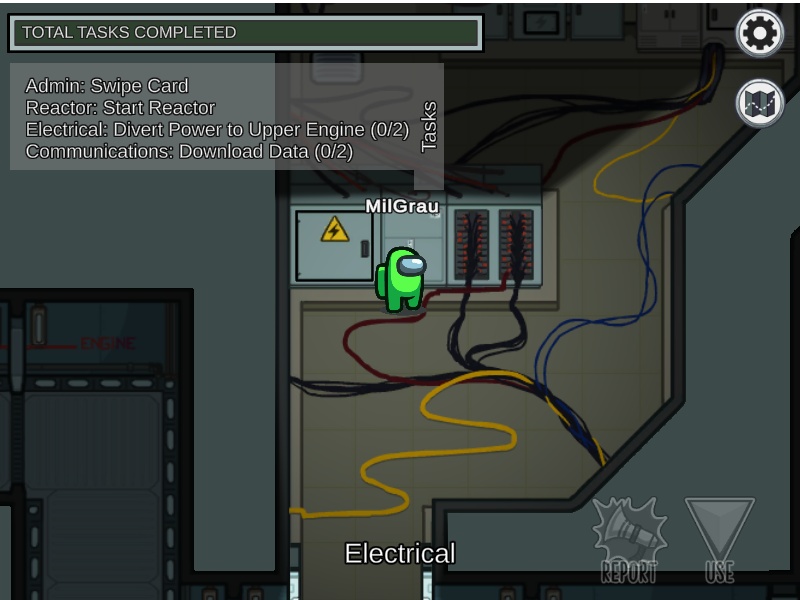 TOTAL TASKS COMPLETED
Admin: Swipe Card
Reactor: Start Reactor
Electrical: Divert Power to Upper Engine (0/2)
Communications: Download Data (0/2)
Tasks
MilGrau
ENGINE
Electrical
REPORT
USE